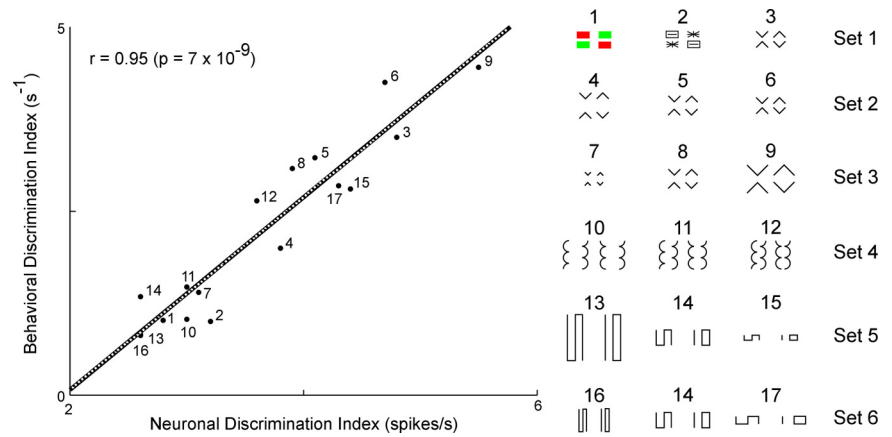 5
r = 0.95 (p = 7 x 10⁻⁹)
Behavioral Discrimination Index (s⁻¹)
6
9
3
5
8
15
17
12
4
11
14
7
1
2
10
13
16
0
2
6
Neuronal Discrimination Index (spikes/s)
1 2 3 Set 1
4 5 6 Set 2
7 8 9 Set 3
10 11 12 Set 4
13 14 15 Set 5
16 14 17 Set 6